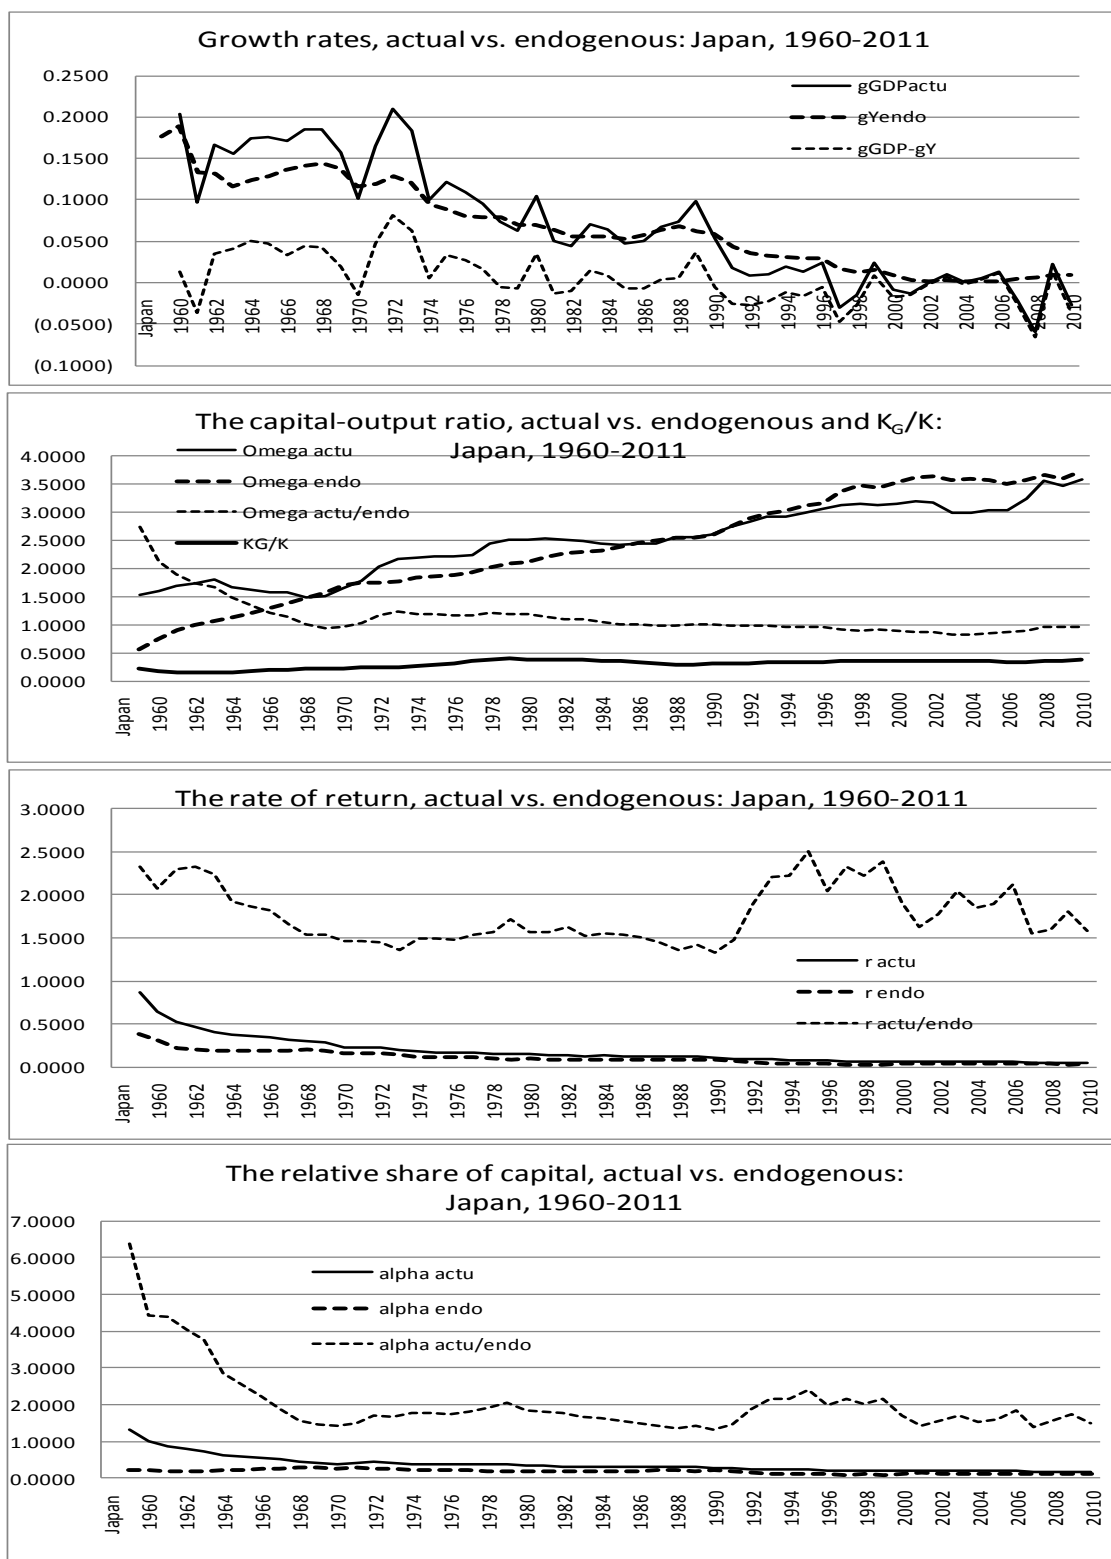 Growth rates, actual vs. endogenous: Japan, 1960-2011
0.2500
0.2000
0.1500
0.1000
0.0500
0.0000
(0.0500)
(0.1000)
gGDPactu
gYendo
gGDP-gY
Japan 1960 1962 1964 1966 1968 1970 1972 1974 1976 1978 1980 1982 1984 1986 1988 1990 1992 1994 1996 1998 2000 2002 2004 2006 2008 2010
The capital-output ratio, actual vs. endogenous and KG/K:
Japan, 1960-2011
4.0000
3.5000
3.0000
2.5000
2.0000
1.5000
1.0000
0.5000
0.0000
Omega actu
Omega endo
Omega actu/endo
KG/K
Japan 1960 1962 1964 1966 1968 1970 1972 1974 1976 1978 1980 1982 1984 1986 1988 1990 1992 1994 1996 1998 2000 2002 2004 2006 2008 2010
The rate of return, actual vs. endogenous: Japan, 1960-2011
3.0000
2.5000
2.0000
1.5000
1.0000
0.5000
0.0000
r actu
r endo
r actu/endo
Japan 1960 1962 1964 1966 1968 1970 1972 1974 1976 1978 1980 1982 1984 1986 1988 1990 1992 1994 1996 1998 2000 2002 2004 2006 2008 2010
The relative share of capital, actual vs. endogenous:
Japan, 1960-2011
7.0000
6.0000
5.0000
4.0000
3.0000
2.0000
1.0000
0.0000
alpha actu
alpha endo
alpha actu/endo
Japan 1960 1962 1964 1966 1968 1970 1972 1974 1976 1978 1980 1982 1984 1986 1988 1990 1992 1994 1996 1998 2000 2002 2004 2006 2008 2010